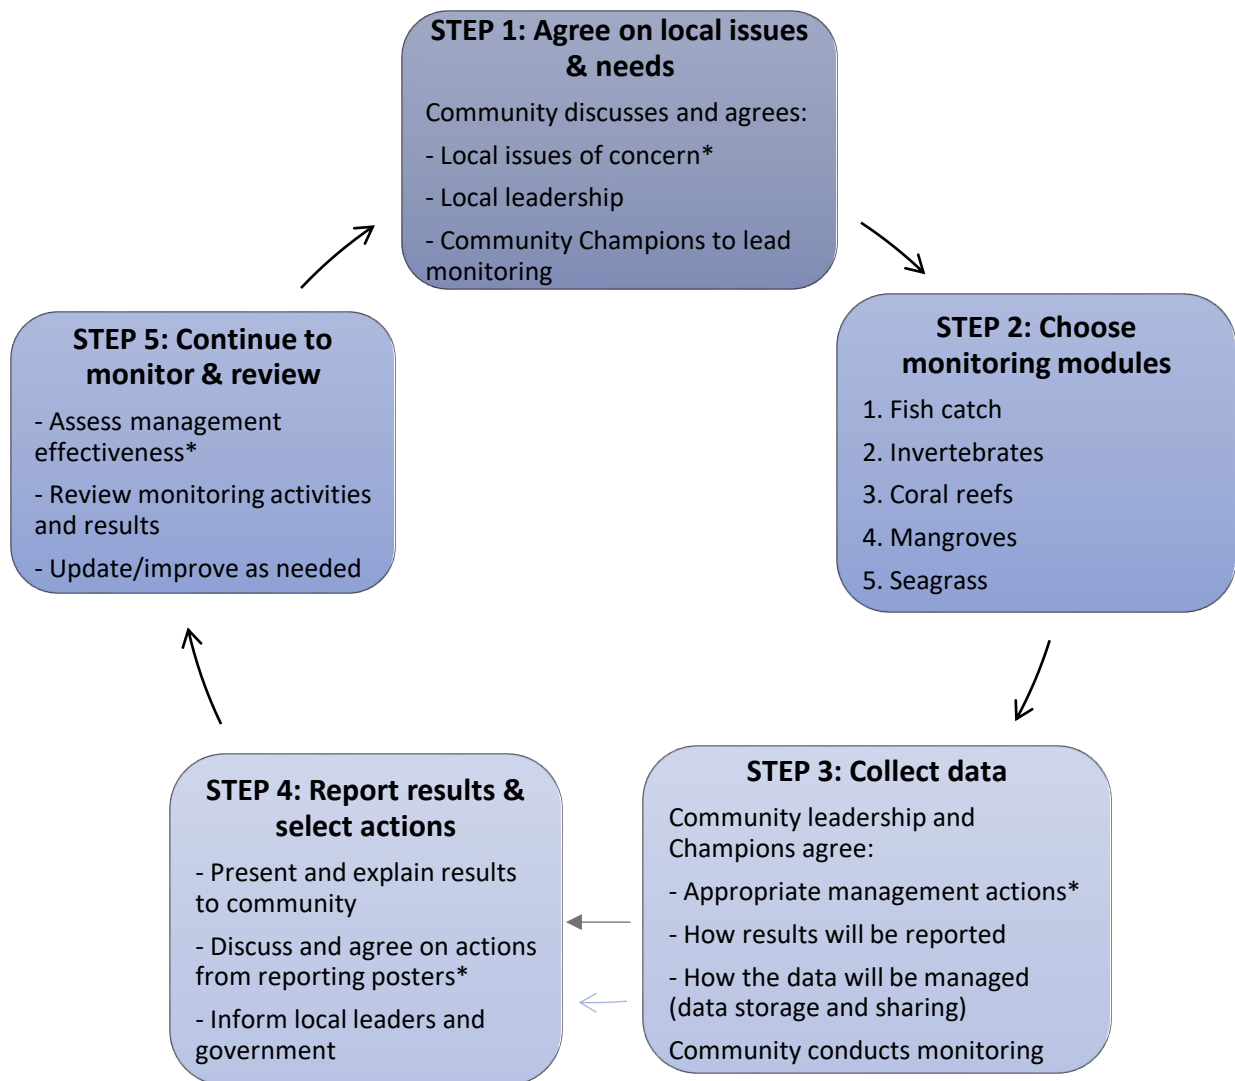 STEP 1: Agree on local issues
& needs
Community discusses and agrees:
- Local issues of concern*
- Local leadership
- Community Champions to lead
monitoring
STEP 2: Choose
monitoring modules
1. Fish catch
2. Invertebrates
3. Coral reefs
4. Mangroves
5. Seagrass
STEP 3: Collect data
Community leadership and
Champions agree:
- Appropriate management actions*
- How results will be reported
- How the data will be managed
(data storage and sharing)
Community conducts monitoring
STEP 4: Report results &
select actions
- Present and explain results
to community
- Discuss and agree on actions
from reporting posters*
- Inform local leaders and
government
STEP 5: Continue to
monitor & review
- Assess management
effectiveness*
- Review monitoring activities
and results
- Update/improve as needed